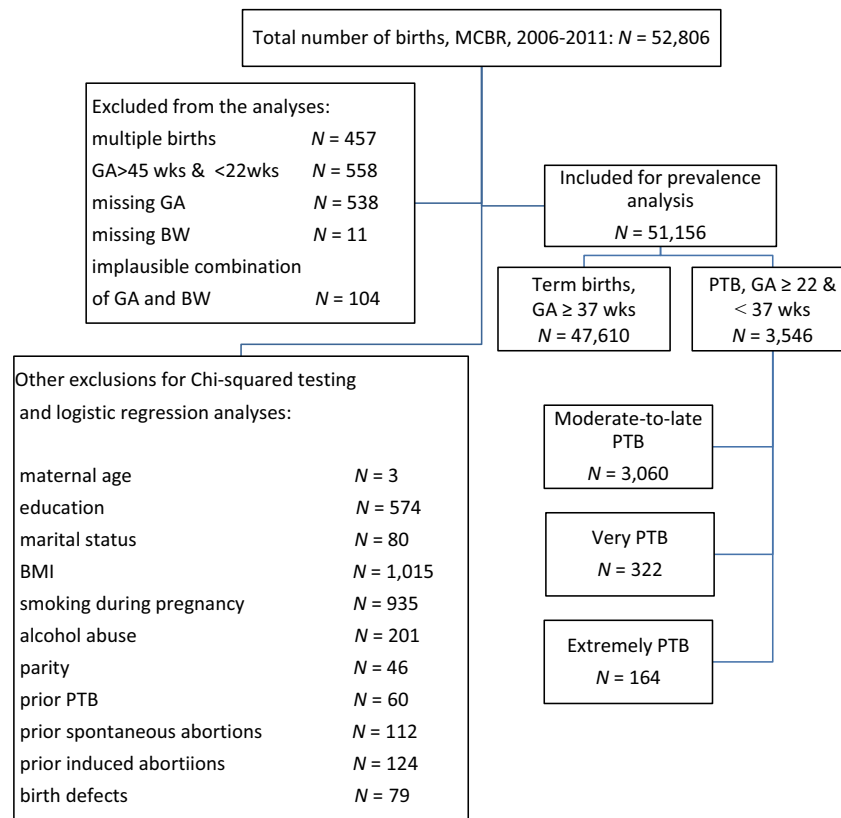 Total number of births, MCBR, 2006-2011: N = 52,806
Excluded from the analyses:
multiple births N = 457
GA>45 wks & <22wks N = 558
missing GA N = 538
missing BW N = 11
implausible combination
of GA and BW N = 104
Included for prevalence
analysis
N = 51,156
Term births,
GA ≥ 37 wks
N = 47,610
PTB, GA ≥ 22 &
< 37 wks
N = 3,546
Other exclusions for Chi-squared testing
and logistic regression analyses:
maternal age N = 3
education N = 574
marital status N = 80
BMI N = 1,015
smoking during pregnancy N = 935
alcohol abuse N = 201
parity N = 46
prior PTB N = 60
prior spontaneous abortions N = 112
prior induced abortiions N = 124
birth defects N = 79
Moderate-to-late
PTB
N = 3,060
Very PTB
N = 322
Extremely PTB
N = 164